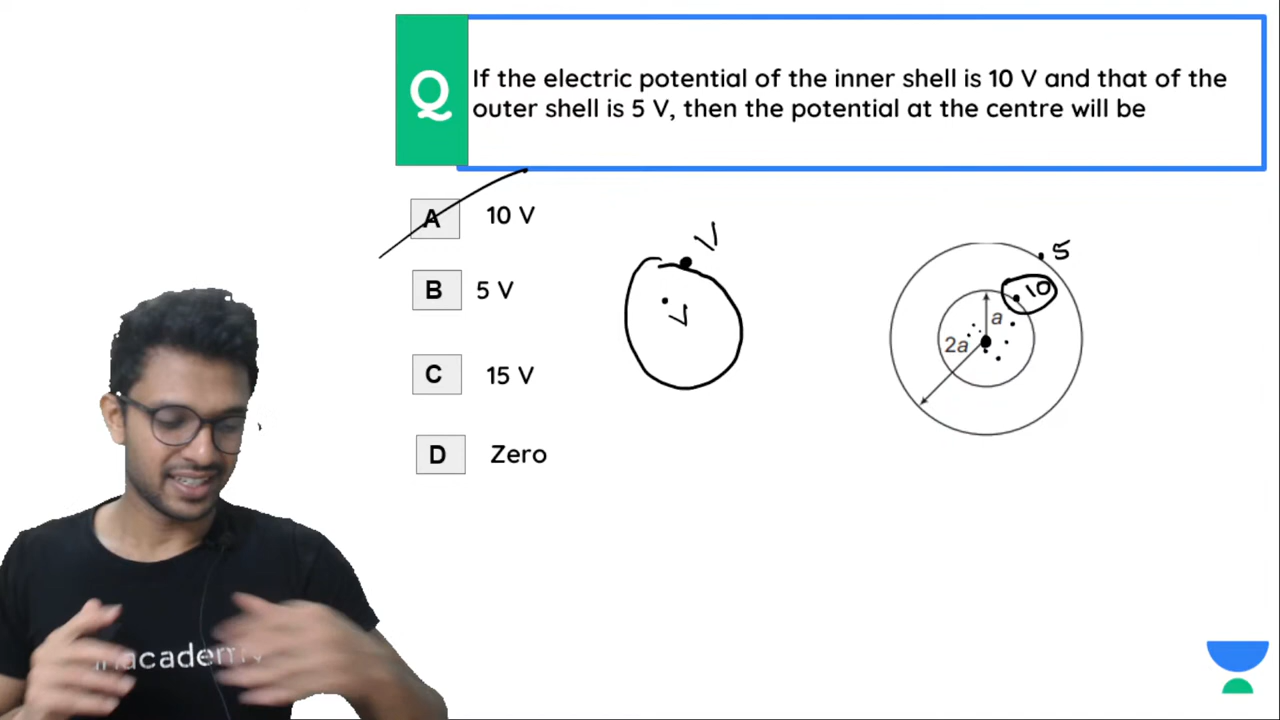 Q
If the electric potential of the inner shell is 10 V and that of the
outer shell is 5 V, then the potential at the centre will be
A 10 V
B 5 V
C 15 V
D Zero
V
V
5
10
a
2a